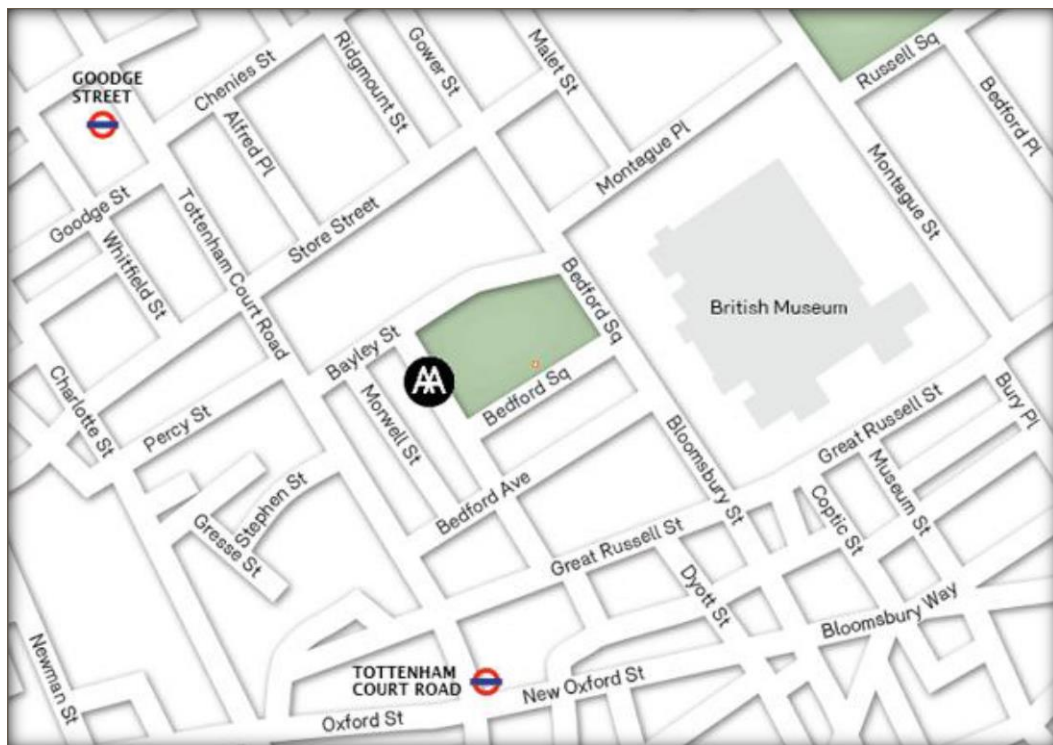 GOODGE
STREET
Chenies St
Ridgmount St
Gower St
Malet St
Russell Sq
Bedford Pl
Alfred Pl
Montague Pl
Montague St
Goodge St
Whitfield St
Tottenham Court Road
Store Street
Bedford Sq
British Museum
Bayley St
AA
Charlotte St
Percy St
Morwell St
Bedford Sq
Bury Pl
Great Russell St
Bloomsbury St
Museum St
Coptic St
Stephen St
Gresse St
Bedford Ave
Great Russell St
Dyott St
Bloomsbury Way
Newman St
TOTTENHAM
COURT ROAD
New Oxford St
Oxford St